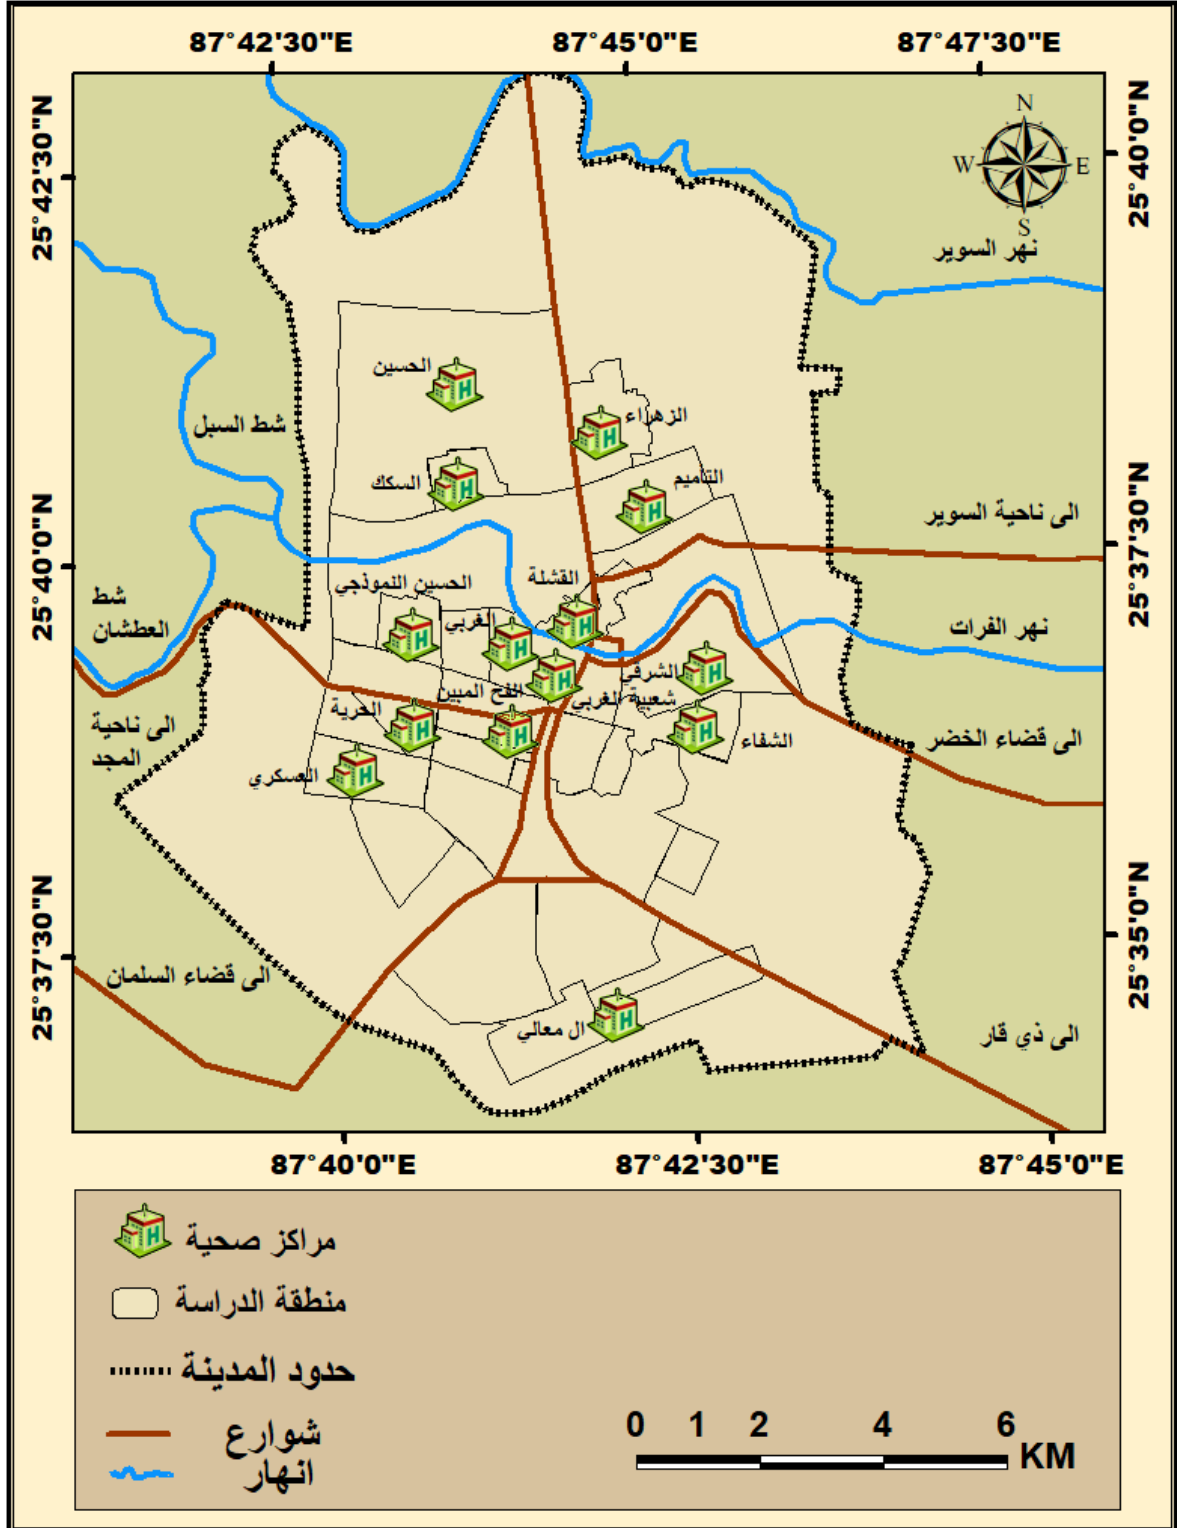 87°42'30"E
87°45'0"E
87°47'30"E
25°42'30"N
25°40'0"N
N
W
E
S
نهر السوير
الحسين
الزهراء
شط السبل
السكك
التاميم
الى ناحية السوير
25°40'0"N
25°37'30"N
القشلة
الحسين النموذجي
الغربي
شط
العطشان
نهر الفرات
الشرقي
الفح المبين
شعبية الغربي
الحرية
الى ناحية
المجد
الشفاء
الى قضاء الخضر
العسكري
25°37'30"N
25°35'0"N
الى قضاء السلمان
ال معالي
الى ذي قار
87°40'0"E
87°42'30"E
87°45'0"E
مراكز صحية
منطقة الدراسة
حدود المدينة
شوارع
انهار
0 1 2 4 6
KM